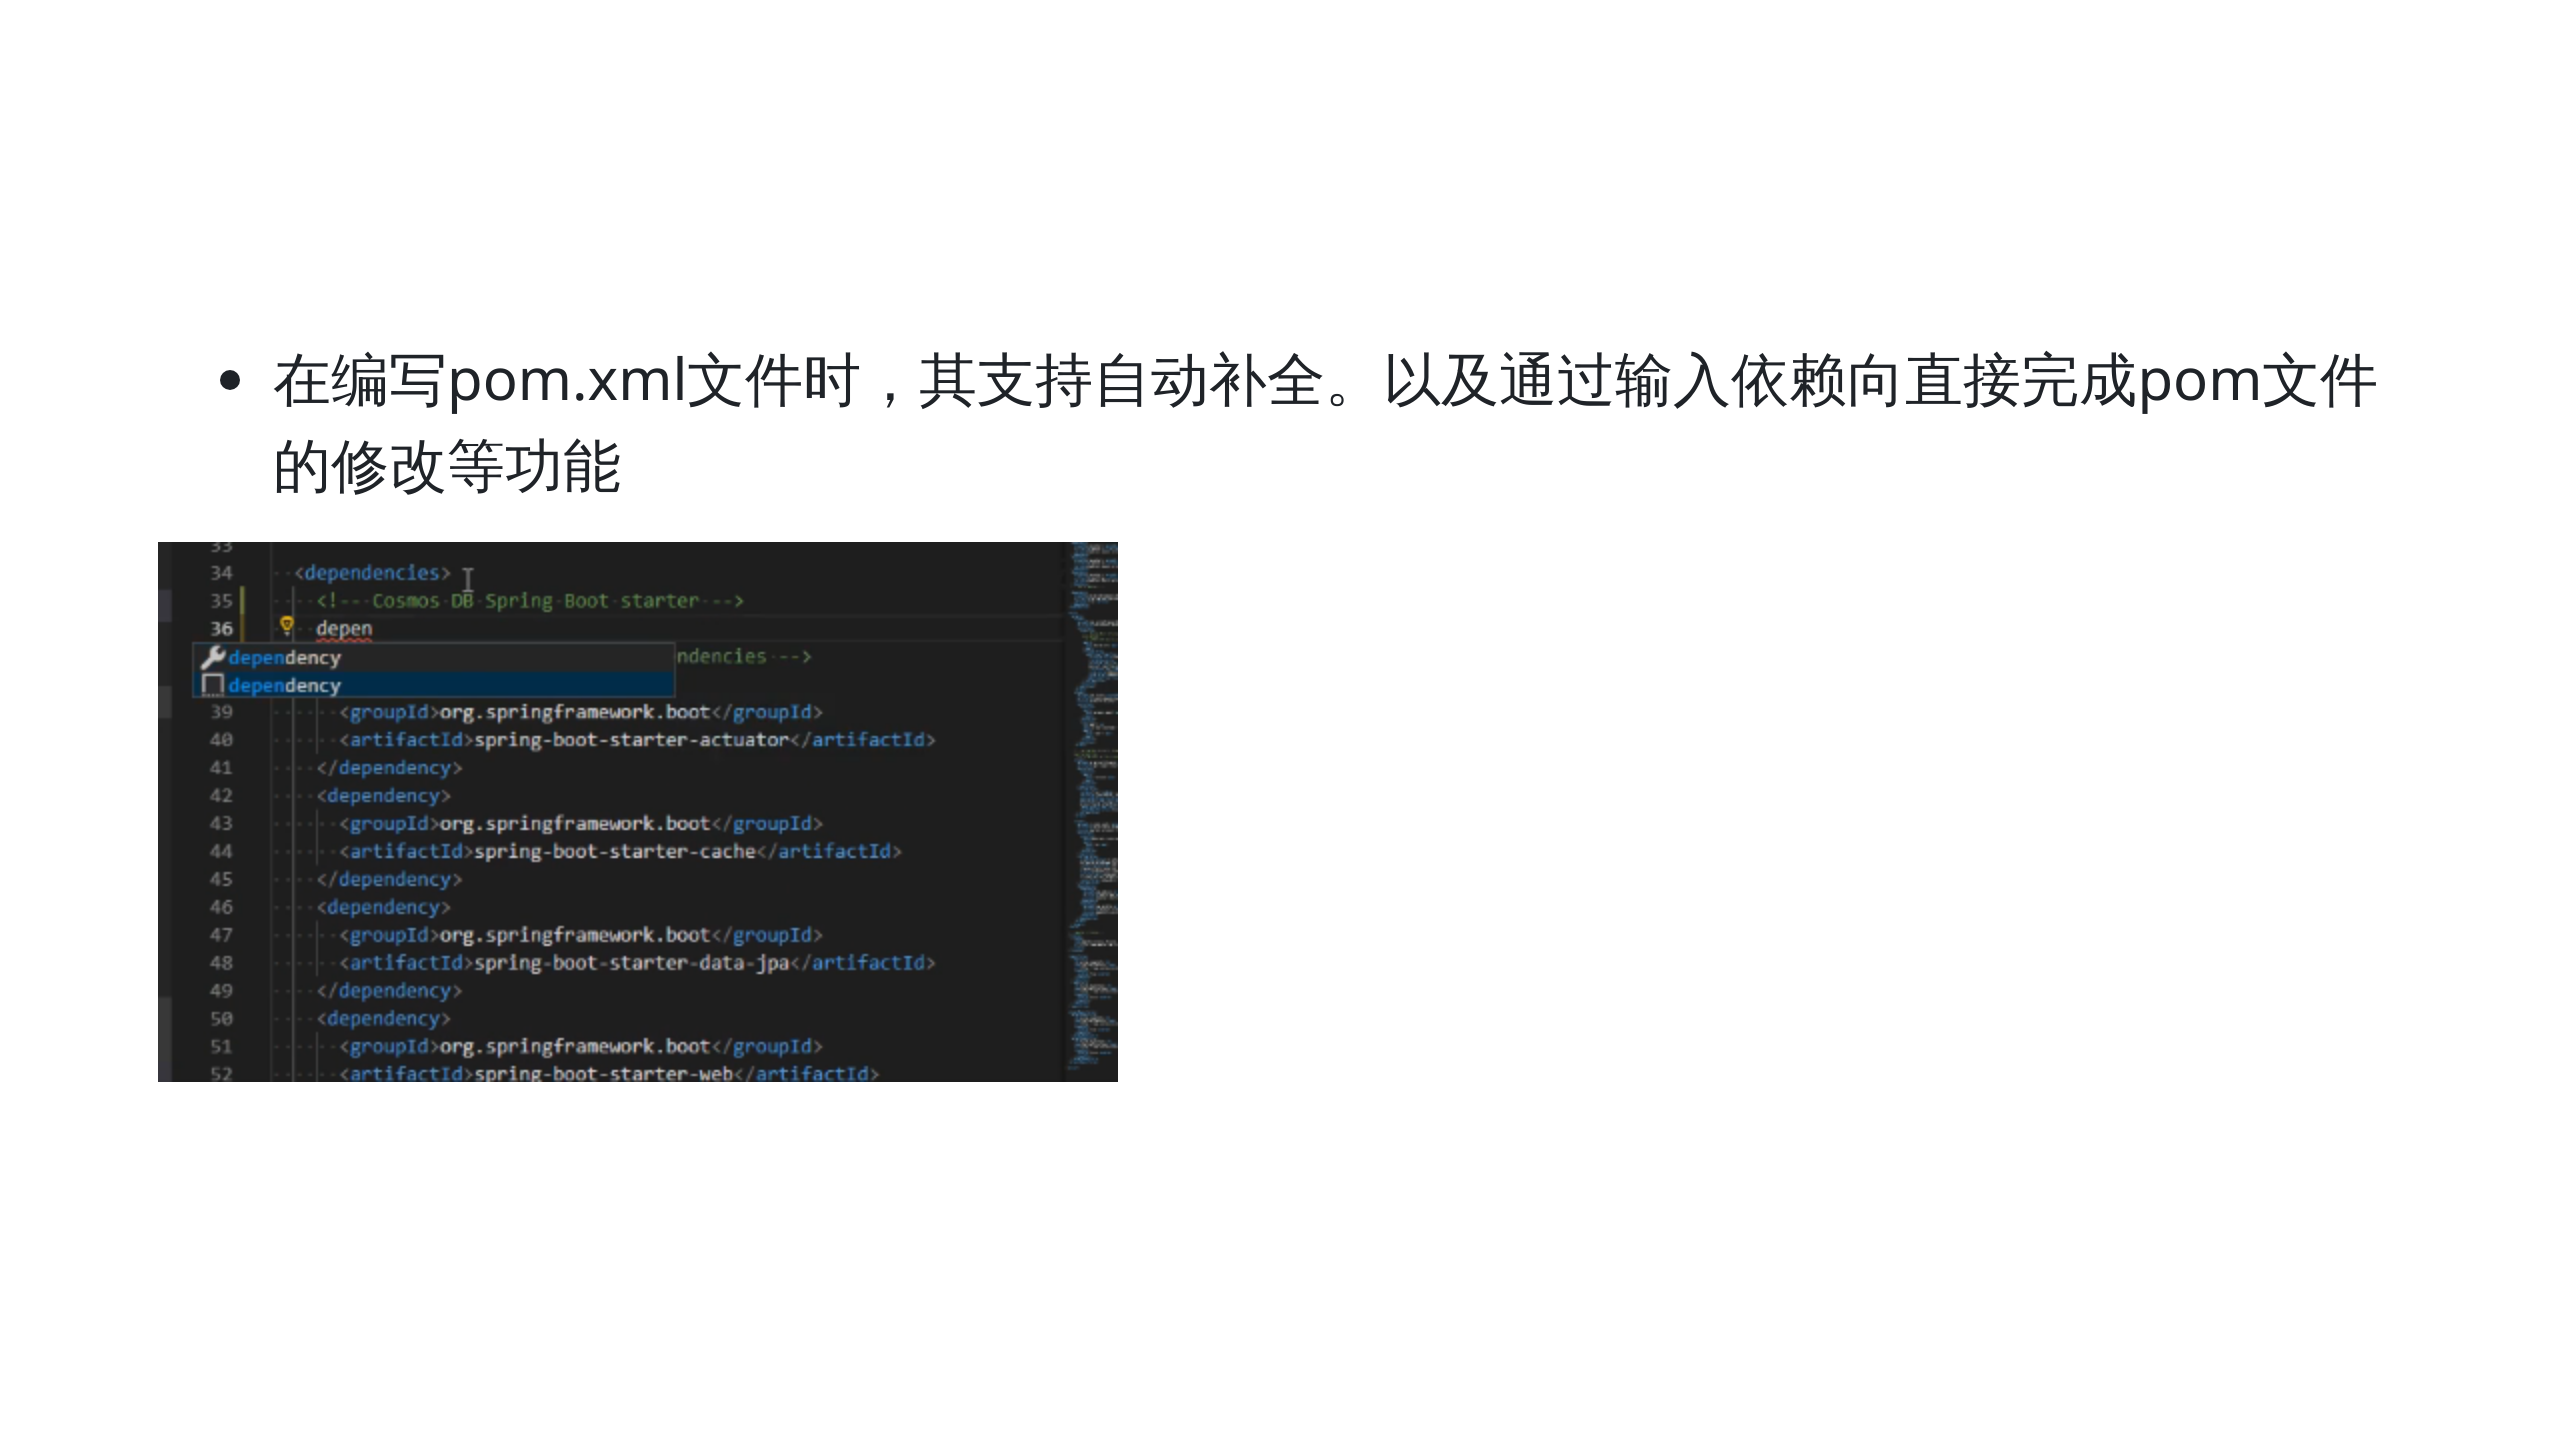 在编写pom.xml文件时，其支持自动补全。以及通过输入依赖向直接完成pom文件
的修改等功能
33
34 <dependencies>
35 <!-- Cosmos DB Spring Boot starter -->
36 depen
dependency ndencies -->
dependency
39 <groupId>org.springframework.boot</groupId>
40 <artifactId>spring-boot-starter-actuator</artifactId>
41 </dependency>
42 <dependency>
43 <groupId>org.springframework.boot</groupId>
44 <artifactId>spring-boot-starter-cache</artifactId>
45 </dependency>
46 <dependency>
47 <groupId>org.springframework.boot</groupId>
48 <artifactId>spring-boot-starter-data-jpa</artifactId>
49 </dependency>
50 <dependency>
51 <groupId>org.springframework.boot</groupId>
52 <artifactId>spring-boot-starter-web</artifactId>